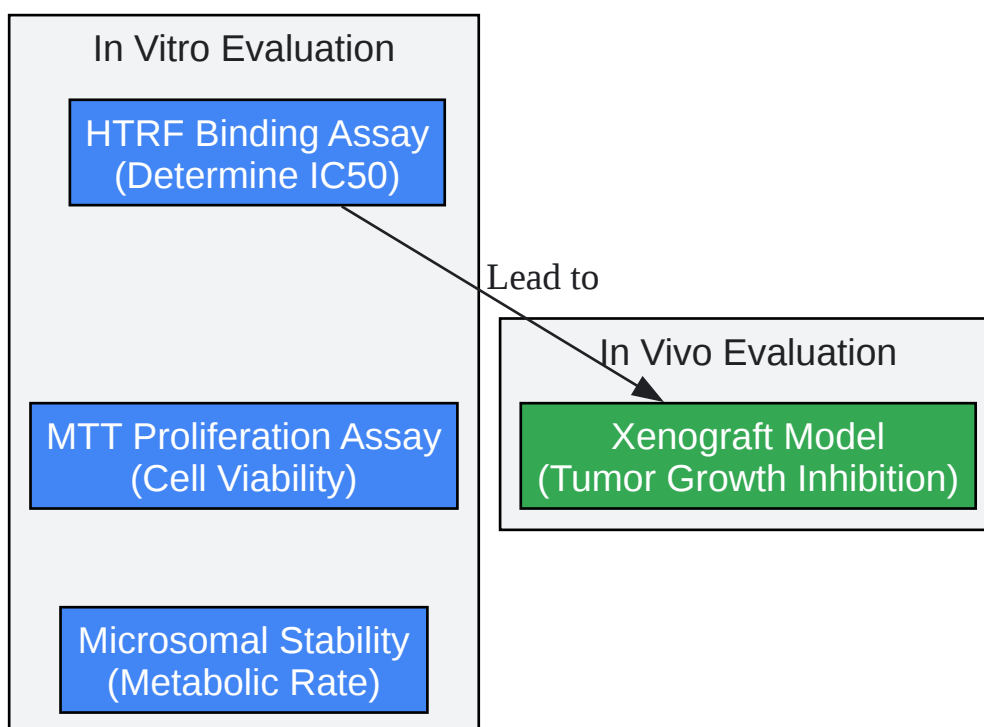 In Vitro Evaluation
HTRF Binding Assay
(Determine IC50)
Lead to
In Vivo Evaluation
MTT Proliferation Assay
(Cell Viability)
Xenograft Model
(Tumor Growth Inhibition)
Microsomal Stability
(Metabolic Rate)